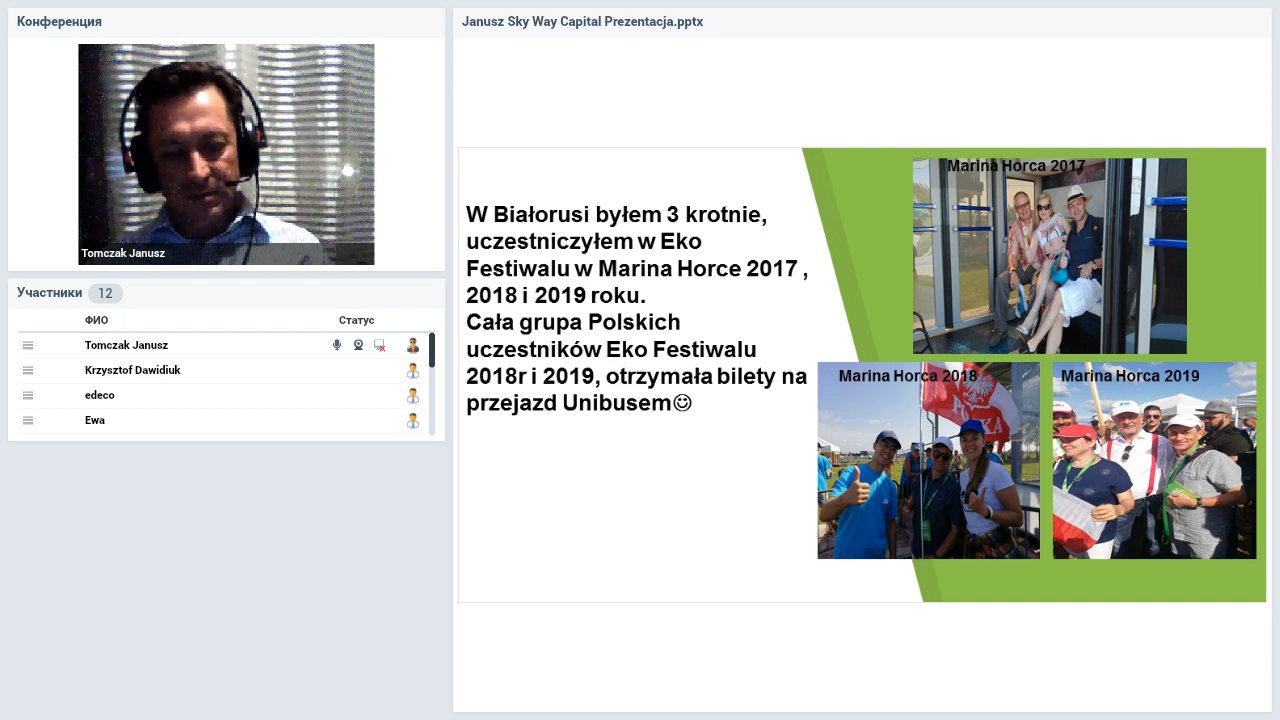 Конференция
Tomczak Janusz
Участники 12
ФИО Статус
Tomczak Janusz
Krzysztof Dawidiuk
edeco
Ewa
Janusz Sky Way Capital Prezentacja.pptx
W Białorusi byłem 3 krotnie,
uczestniczyłem w Eko
Festiwalu w Marina Horce 2017 ,
2018 i 2019 roku.
Cała grupa Polskich
uczestników Eko Festiwalu
2018r i 2019, otrzymała bilety na
przejazd Unibusem☺
Marina Horca 2017
Marina Horca 2018
POLSKA
Marina Horca 2019